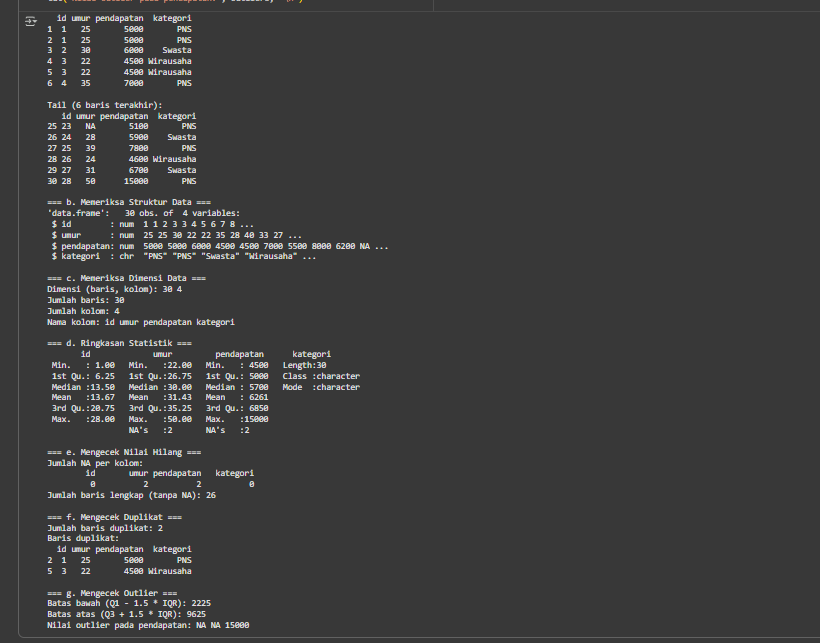 id umur pendapatan kategori
1 1 25 5000 PNS
2 1 25 5000 PNS
3 2 30 6000 Swasta
4 3 22 4500 Wirausaha
5 3 22 4500 Wirausaha
6 4 35 7000 PNS
Tail (6 baris terakhir):
id umur pendapatan kategori
25 23 NA 5100 PNS
26 24 28 5900 Swasta
27 25 39 7800 PNS
28 26 24 4600 Wirausaha
29 27 31 6700 Swasta
30 28 50 15000 PNS
=== b. Memeriksa Struktur Data ===
'data.frame': 30 obs. of 4 variables:
$ id : num 1 1 2 3 3 4 5 6 7 8 ...
$ umur : num 25 25 30 22 22 35 28 40 33 27 ...
$ pendapatan: num 5000 5000 6000 4500 4500 7000 5500 8000 6200 NA ...
$ kategori : chr "PNS" "PNS" "Swasta" "Wirausaha" ...
=== c. Memeriksa Dimensi Data ===
Dimensi (baris, kolom): 30 4
Jumlah baris: 30
Jumlah kolom: 4
Nama kolom: id umur pendapatan kategori
=== d. Ringkasan Statistik ===
id umur pendapatan kategori
Min. : 1.00 Min. :22.00 Min. : 4500 Length:30
1st Qu.: 6.25 1st Qu.:26.75 1st Qu.: 5000 Class :character
Median :13.50 Median :30.00 Median : 5700 Mode :character
Mean :13.67 Mean :31.43 Mean : 6261
3rd Qu.:20.75 3rd Qu.:35.25 3rd Qu.: 6850
Max. :28.00 Max. :50.00 Max. :15000
NA's :2 NA's :2
=== e. Mengecek Nilai Hilang ===
Jumlah NA per kolom:
id umur pendapatan kategori
0 2 2 0
Jumlah baris lengkap (tanpa NA): 26
=== f. Mengecek Duplikat ===
Jumlah baris duplikat: 2
Baris duplikat:
id umur pendapatan kategori
2 1 25 5000 PNS
5 3 22 4500 Wirausaha
=== g. Mengecek Outlier ===
Batas bawah (Q1 - 1.5 * IQR): 2225
Batas atas (Q3 + 1.5 * IQR): 9625
Nilai outlier pada pendapatan: NA NA 15000